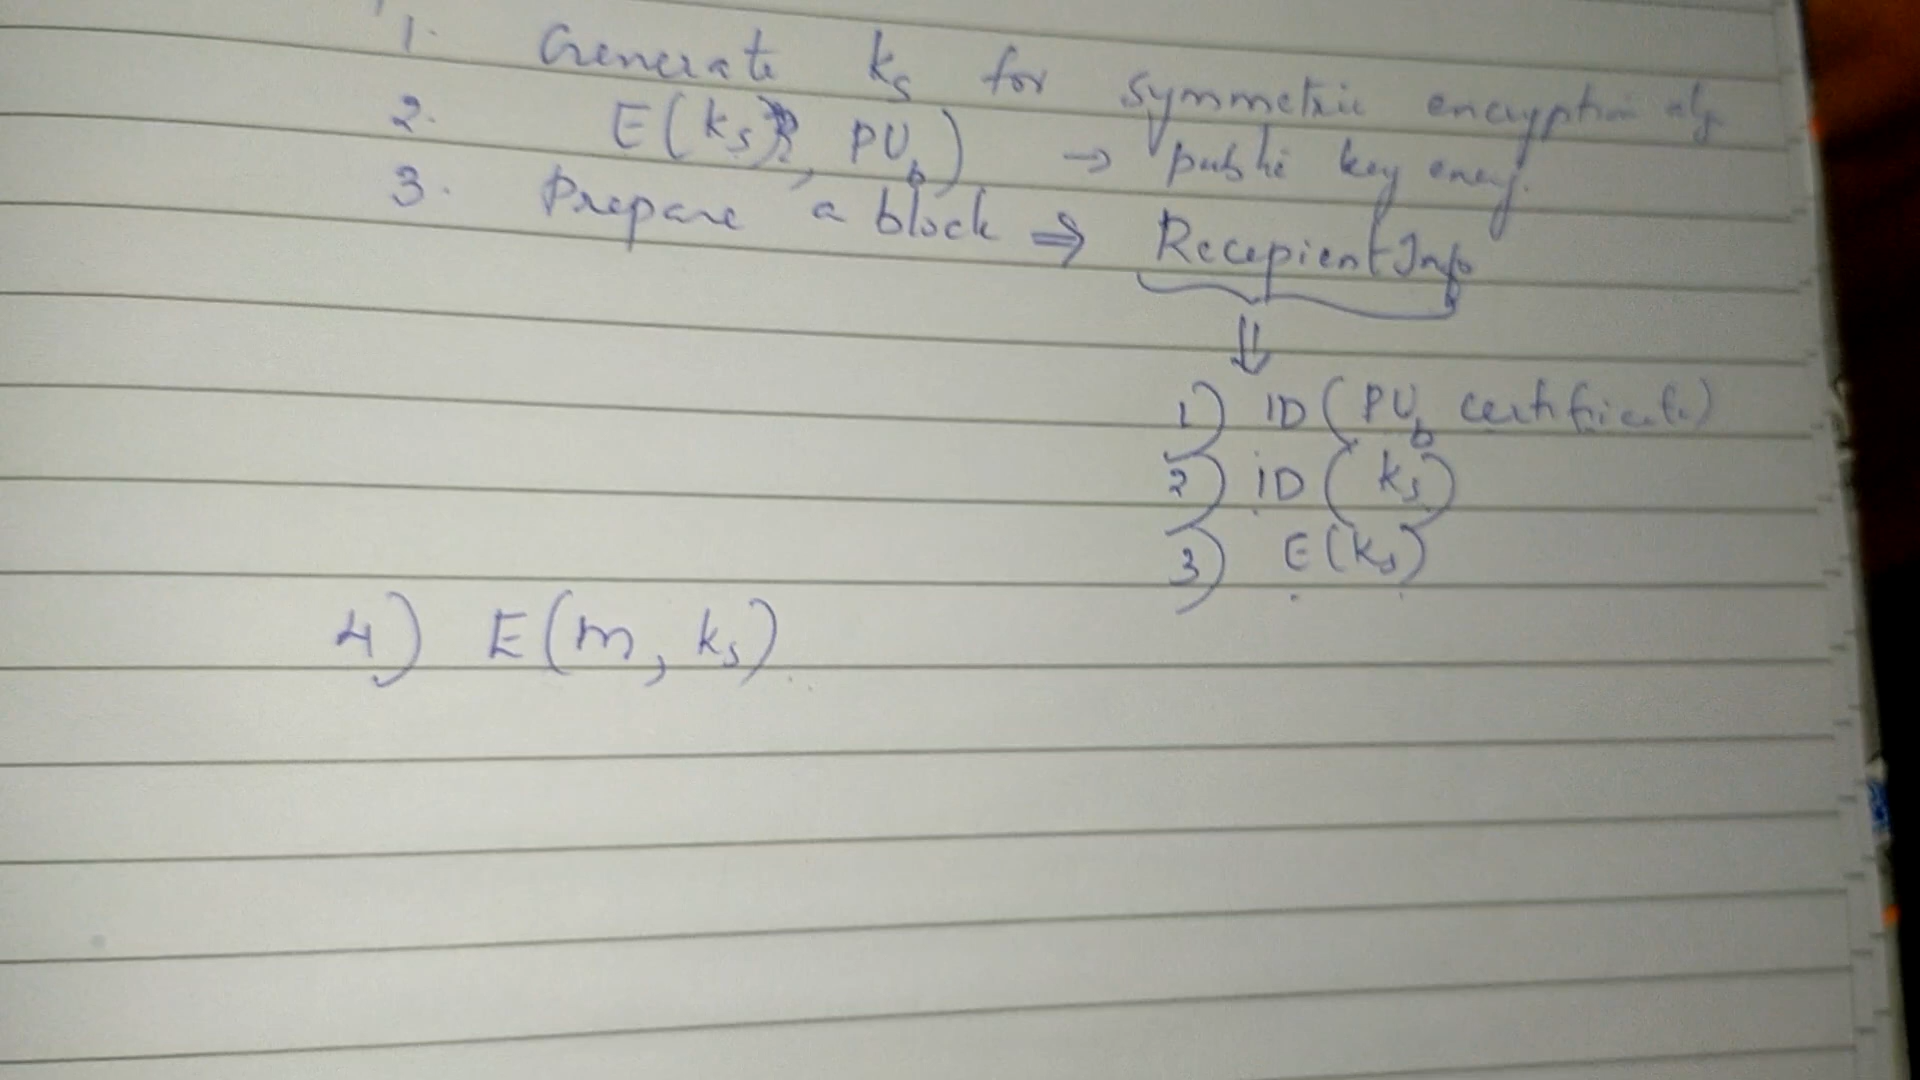 1. Generate ks for symmetric encryption alg.
2. E(ks, PUb) → public key ency.
3. Prepare a block ⇒ RecepientInfo
⇓
1) ID (PUb certificate)
2) iD (ks)
3) E(ks)
4) E(m, ks)